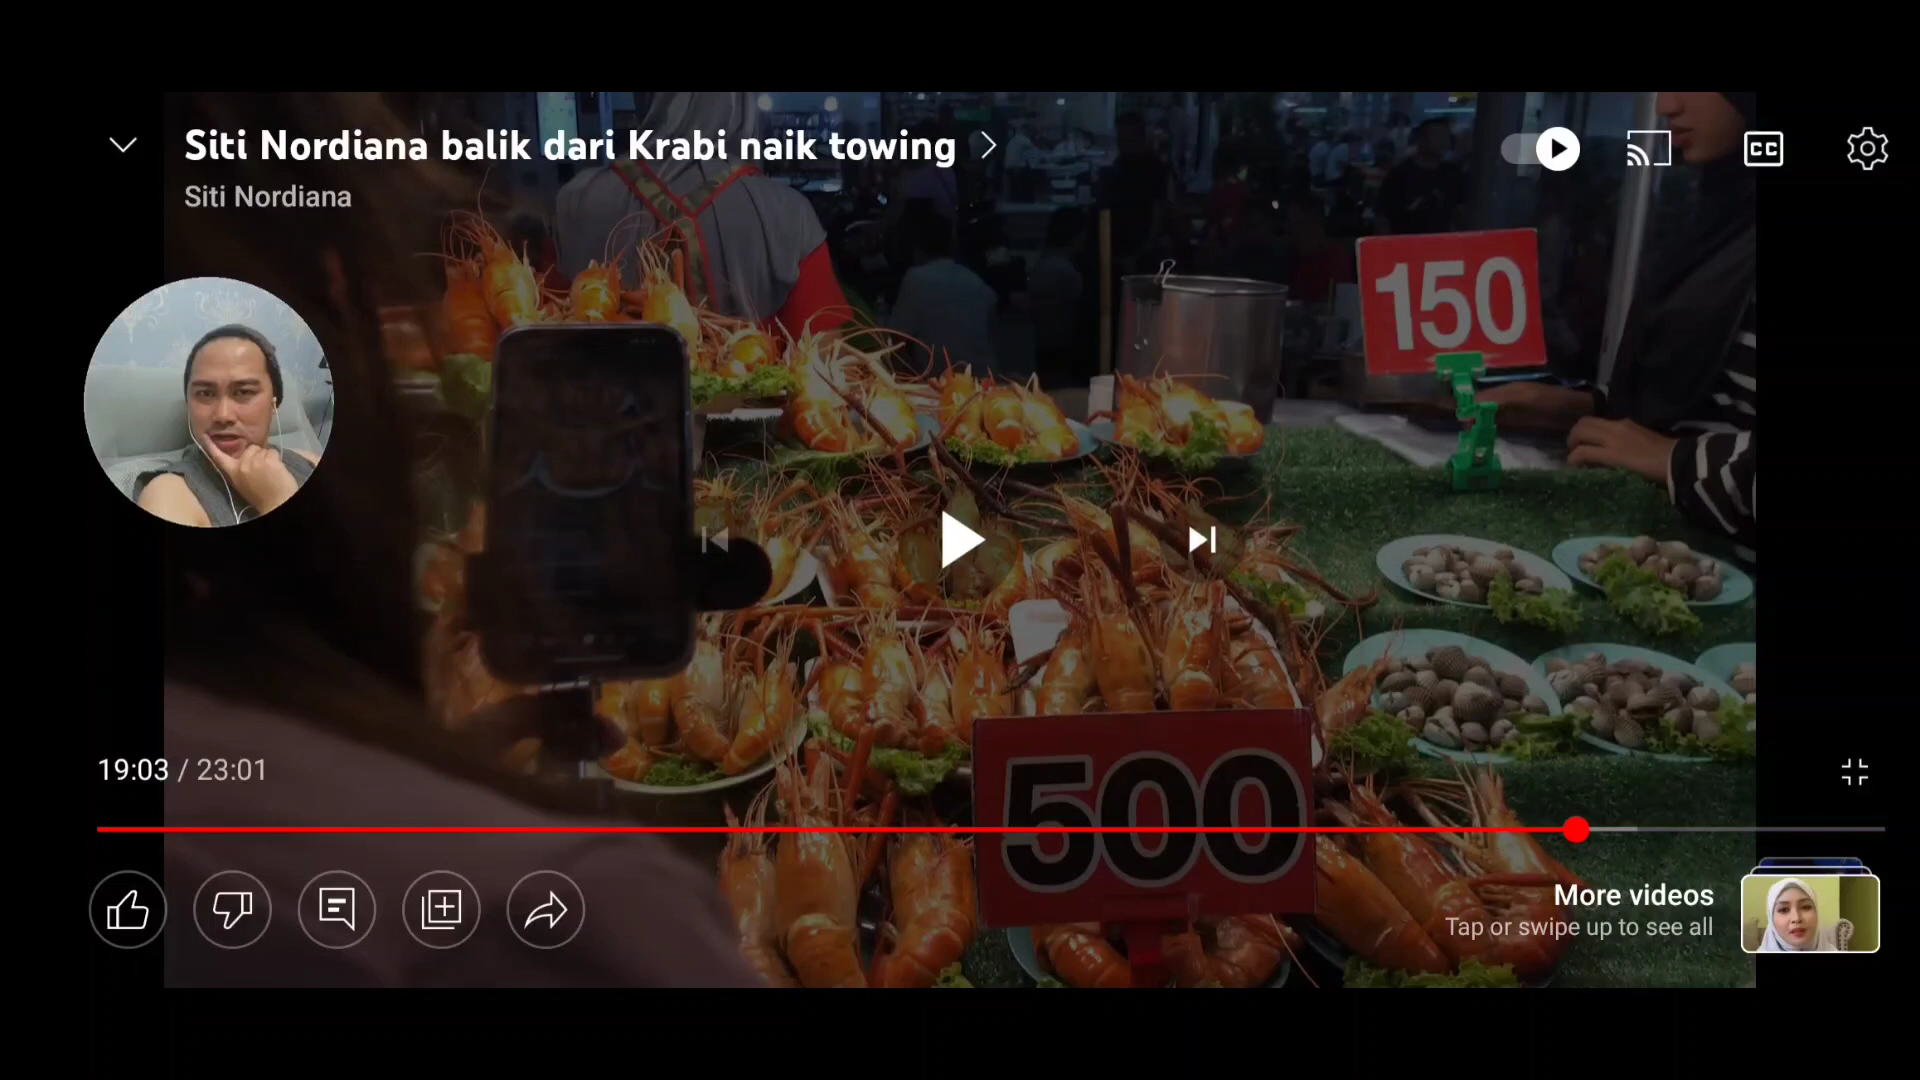 Siti Nordiana balik dari Krabi naik towing
Siti Nordiana
CC
150
19:03 / 23:01
500
More videos
Tap or swipe up to see all